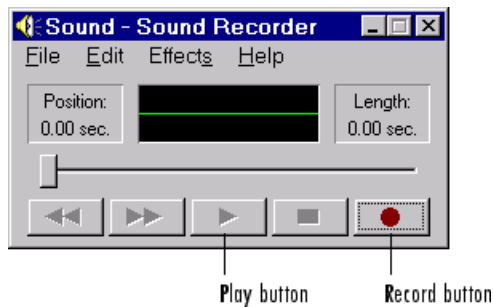 Sound - Sound Recorder
File Edit Effects Help
Position: Length:
0.00 sec. 0.00 sec.
Play button Record button